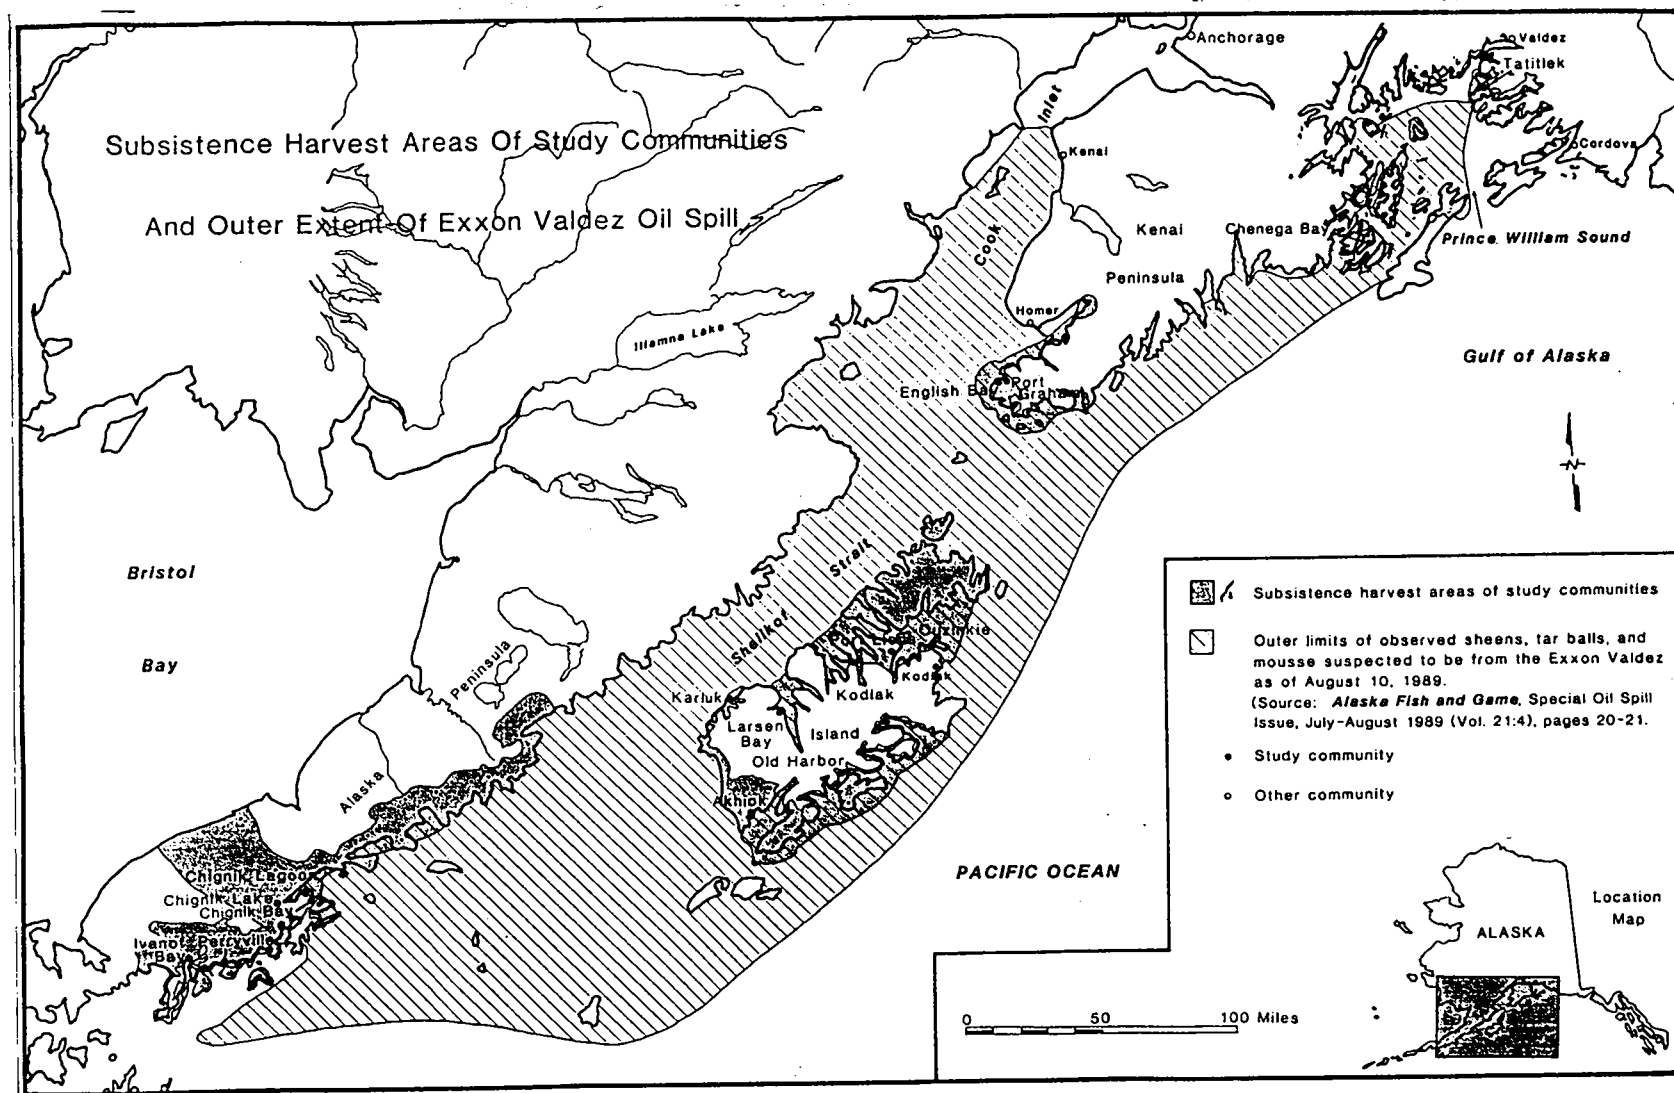 Subsistence Harvest Areas Of Study Communities
And Outer Extent Of Exxon Valdez Oil Spill
Anchorage
Valdez
Tatitlek
Cordova
Inlet
Kenai
Cook
Kenai
Peninsula
Chenega Bay
Prince William Sound
Homer
Iliamna Lake
Gulf of Alaska
English Bay
Port
Graham
N
Bristol
Bay
Strait
Shelikof
Ouzinkie
Kodiak
Peninsula
Karluk
Kodiak
Larsen
Bay
Island
Old Harbor
Akhiok
Alaska
Chignik Lagoon
Chignik Lake
Chignik Bay
Ivanof
Bay
Perryville
PACIFIC OCEAN
Subsistence harvest areas of study communities
Outer limits of observed sheens, tar balls, and
mousse suspected to be from the Exxon Valdez
as of August 10, 1989.
(Source: Alaska Fish and Game, Special Oil Spill
Issue, July-August 1989 (Vol. 21:4), pages 20-21.
Study community
Other community
ALASKA
Location
Map
0 50 100 Miles